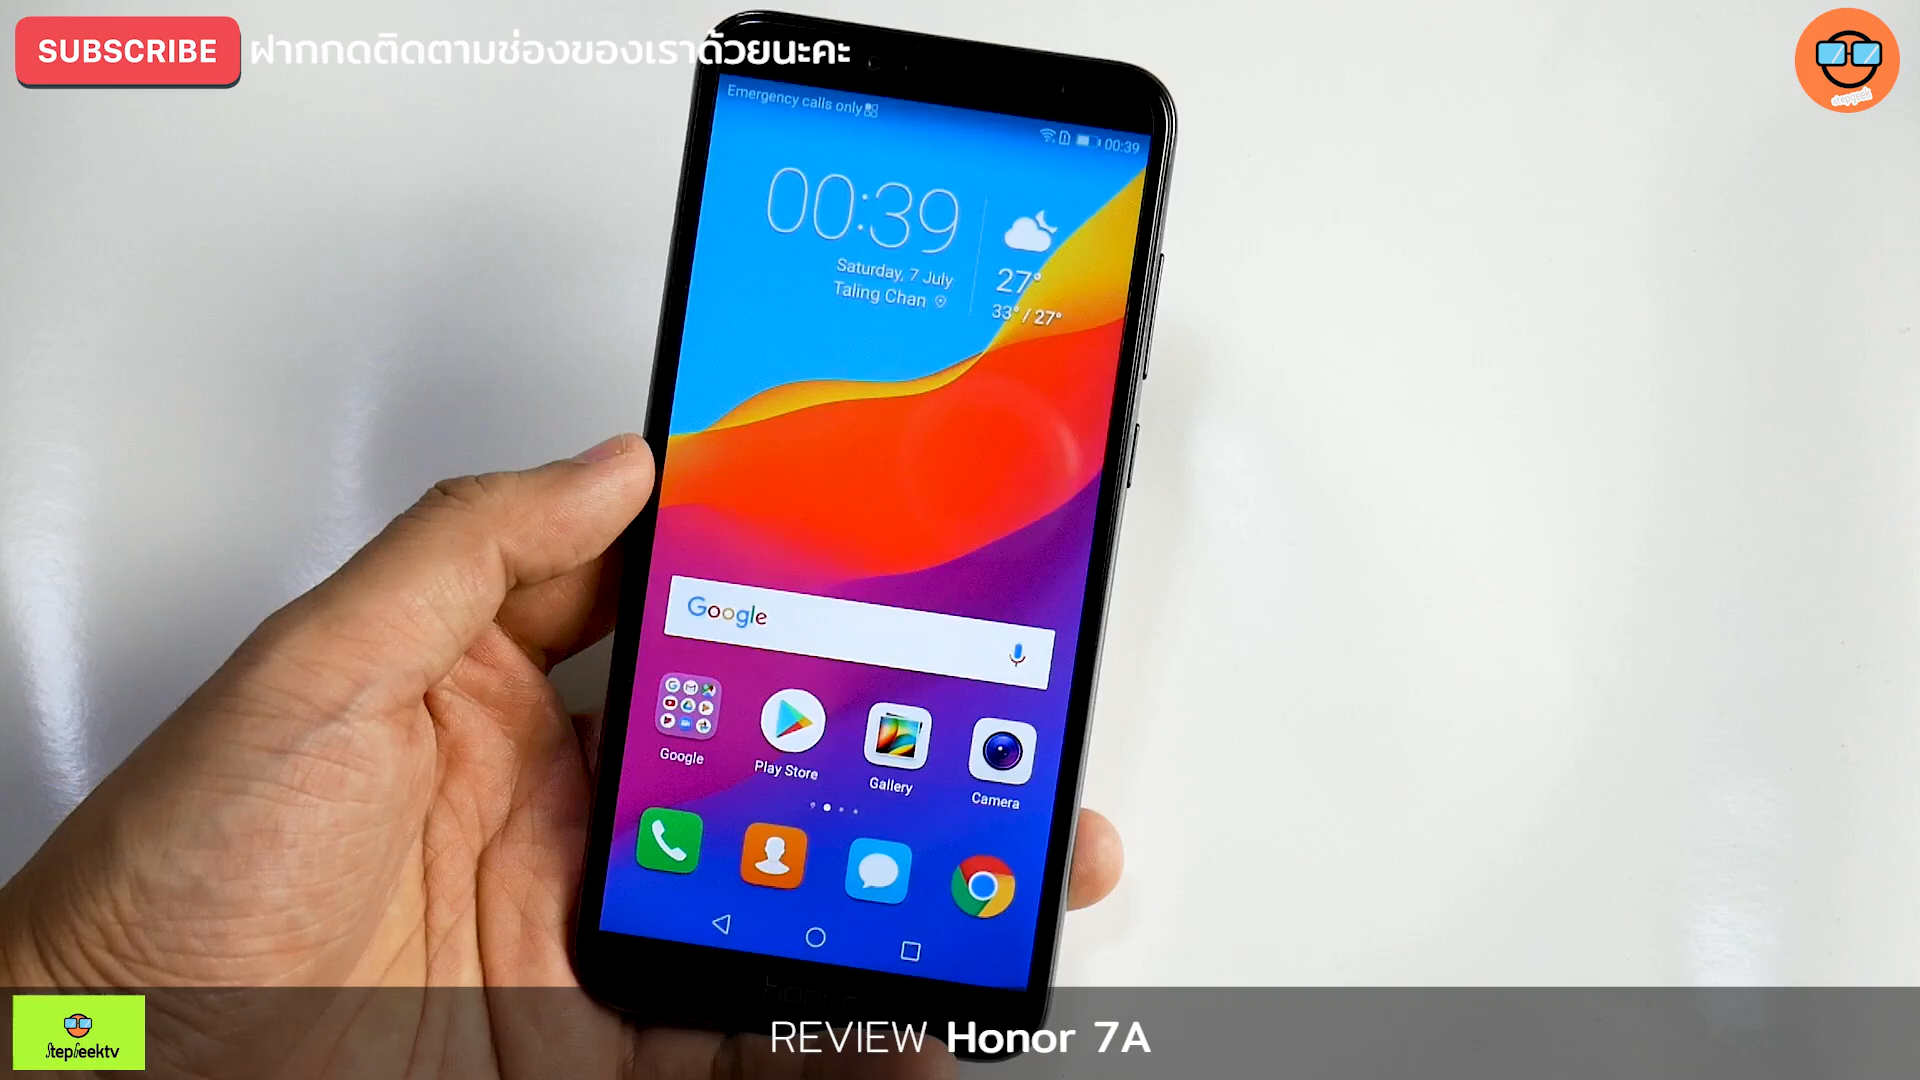 SUBSCRIBE ฝากกดติดตามช่องของเราด้วยนะคะ
stepgeek
Emergency calls only
00:39
00:39
Saturday, 7 July
Taling Chan
27°
33° / 27°
Google
Google
Play Store
Gallery
Camera
honor
StepGeektv
REVIEW Honor 7A